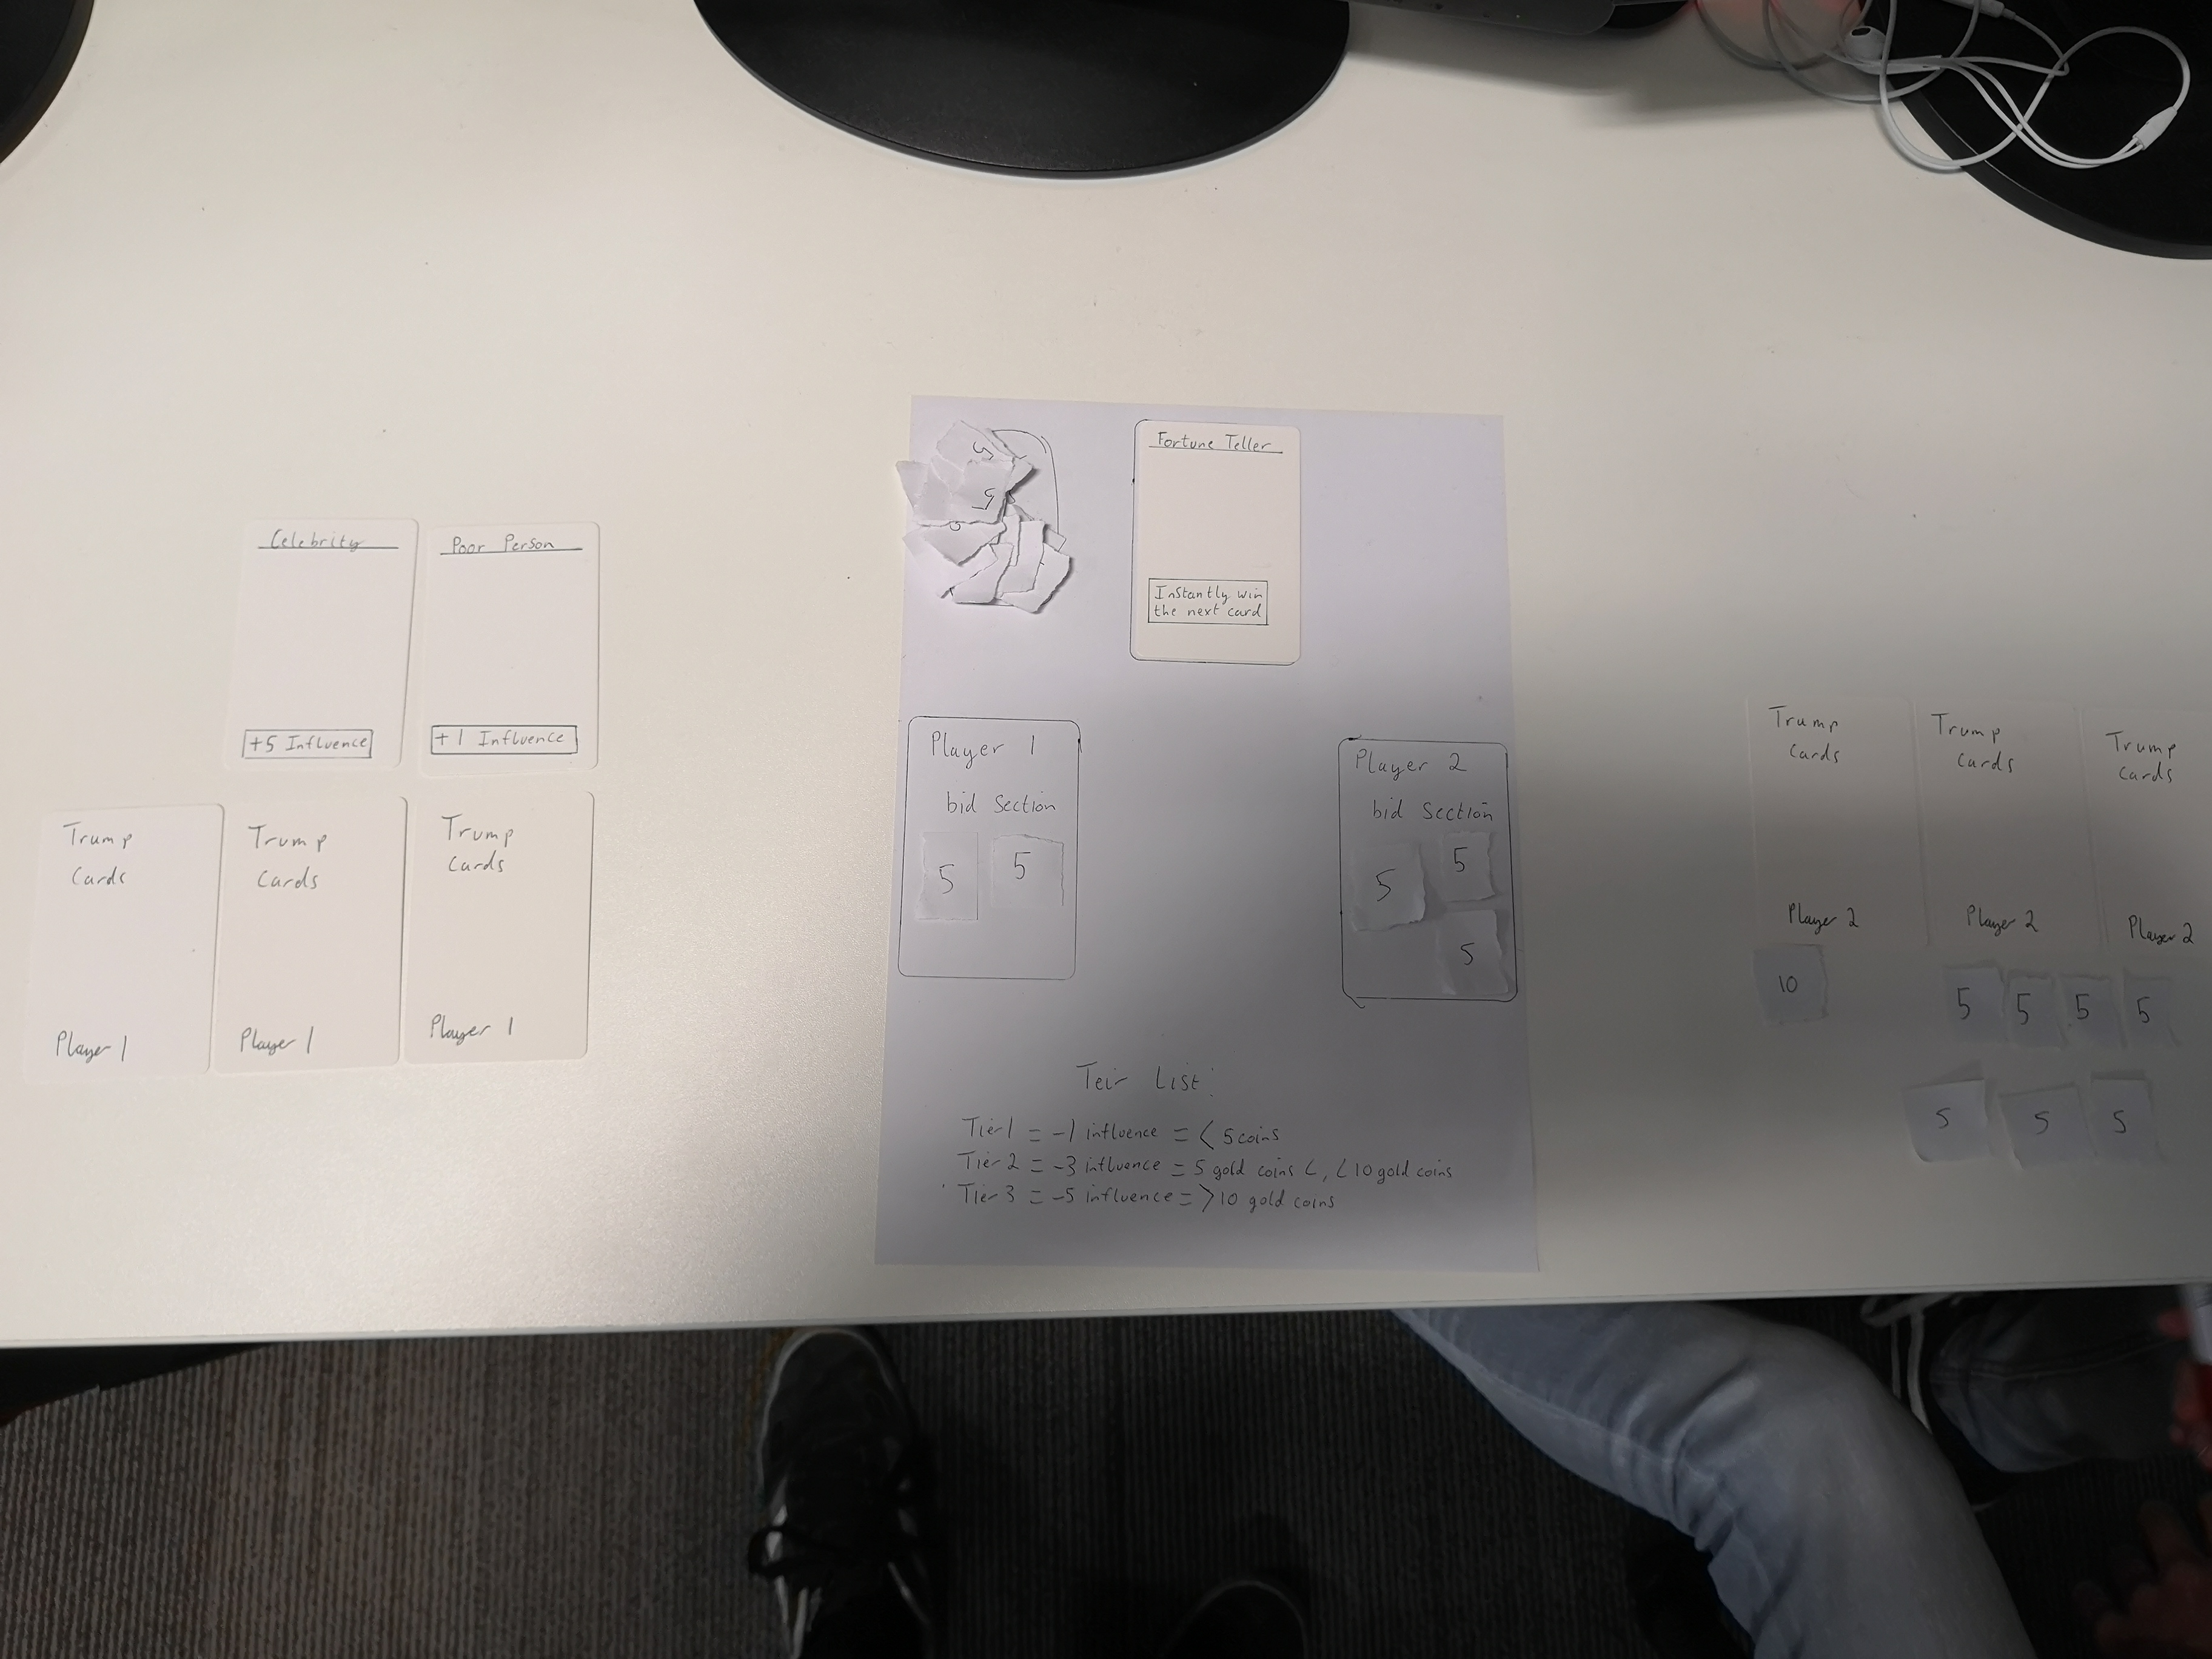 5
5
Fortune Teller
Instantly win
the next card
Celebrity
+5 Influence
Poor Person
+1 Influence
Trump
Cards
Player 1
Trump
Cards
Player 1
Trump
Cards
Player 1
Player 1
bid Section
5
5
Player 2
bid Section
5
5
5
Trump
Cards
Player 2
Trump
Cards
Player 2
Trump
Cards
Player 2
10
5
5
5
5
5
5
5
Teir List:
Tier 1 = -1 influence = < 5 coins
Tier 2 = -3 influence = 5 gold coins <, < 10 gold coins
Tier 3 = -5 influence = > 10 gold coins